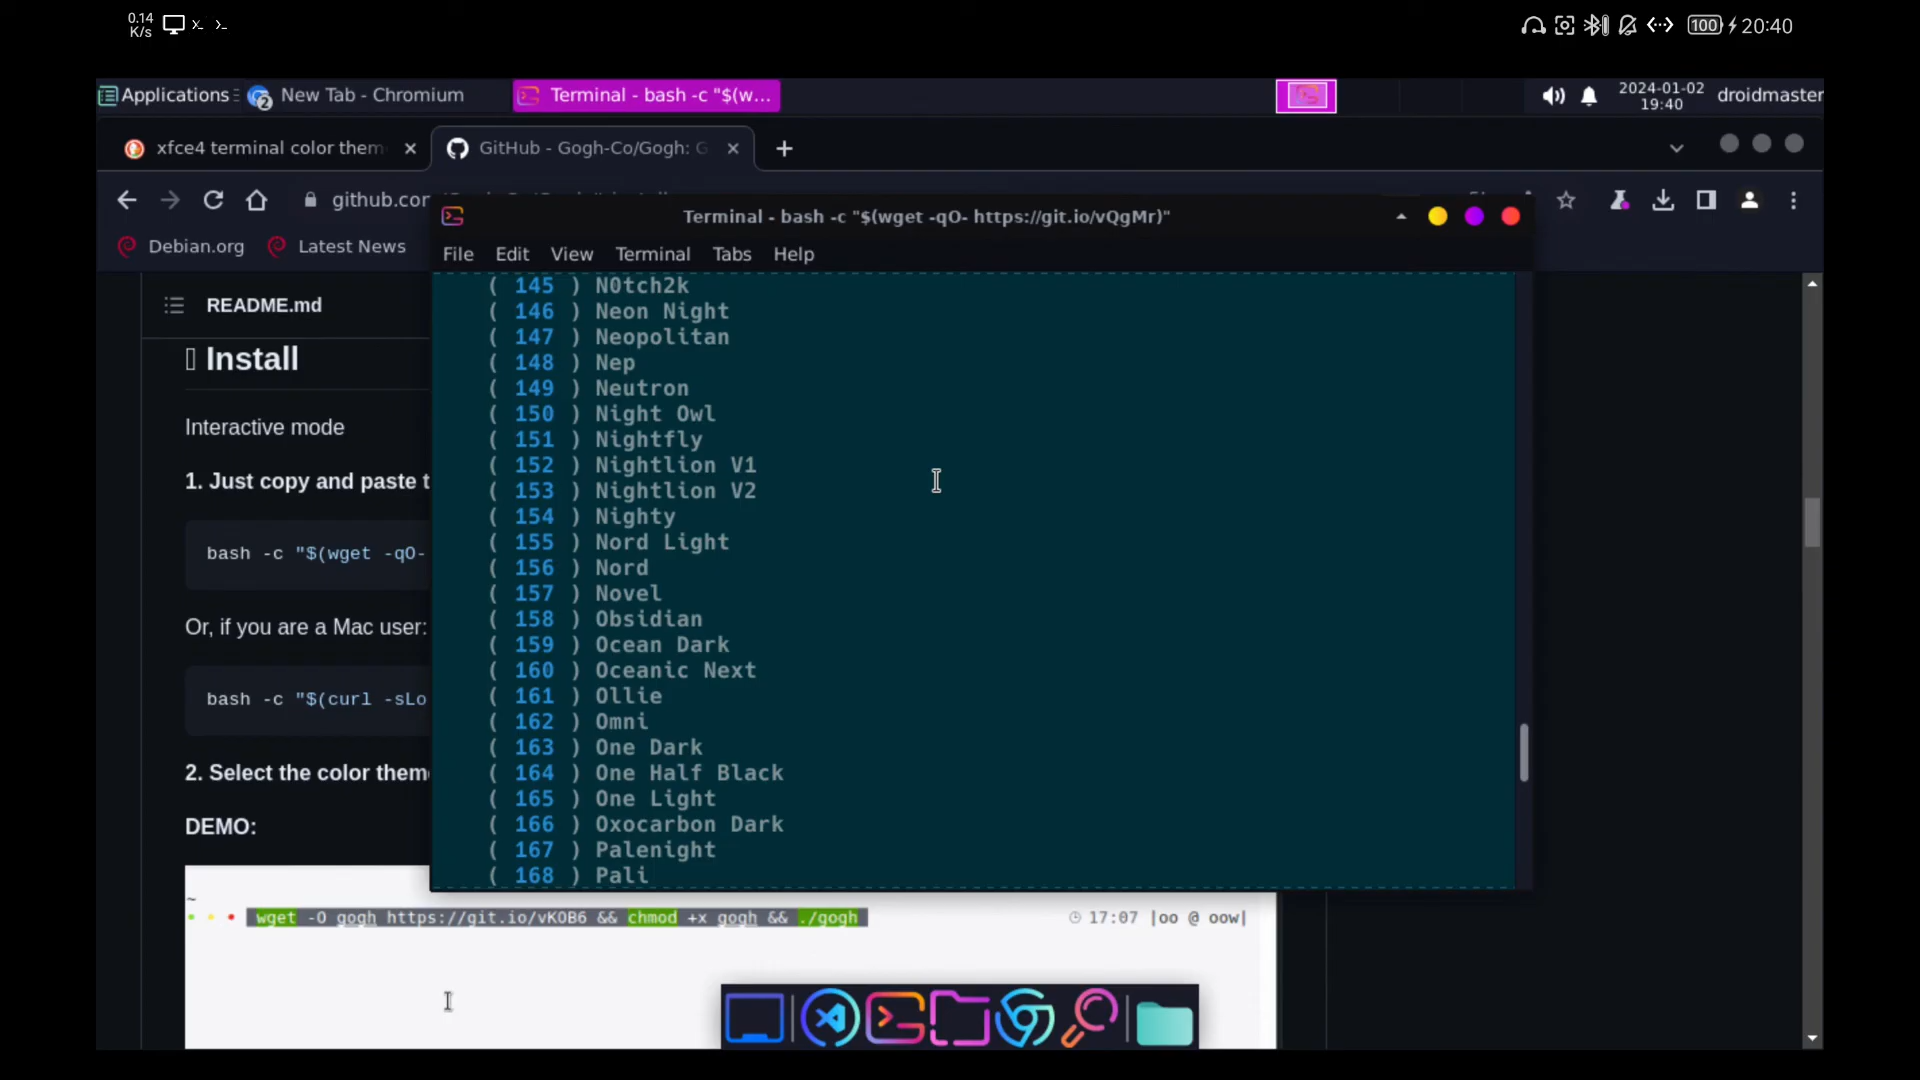 0.14
K/s
20:40
100
Applications
New Tab - Chromium
Terminal - bash -c "$(w...
2024-01-02
19:40
droidmaster
xfce4 terminal color them
GitHub - Gogh-Co/Gogh: G
github.co
Debian.org
Latest News
Terminal - bash -c "$(wget -qO- https://git.io/vQgMr)"
File Edit View Terminal Tabs Help
README.md
Install
Interactive mode
1. Just copy and paste t
bash -c "$(wget -qO-
Or, if you are a Mac user:
bash -c "$(curl -sLo
2. Select the color them
DEMO:
( 145 ) N0tch2k
( 146 ) Neon Night
( 147 ) Neopolitan
( 148 ) Nep
( 149 ) Neutron
( 150 ) Night Owl
( 151 ) Nightfly
( 152 ) Nightlion V1
( 153 ) Nightlion V2
( 154 ) Nighty
( 155 ) Nord Light
( 156 ) Nord
( 157 ) Novel
( 158 ) Obsidian
( 159 ) Ocean Dark
( 160 ) Oceanic Next
( 161 ) Ollie
( 162 ) Omni
( 163 ) One Dark
( 164 ) One Half Black
( 165 ) One Light
( 166 ) Oxocarbon Dark
( 167 ) Palenight
( 168 ) Pali
~
wget -O gogh https://git.io/vKOB6 && chmod +x gogh && ./gogh
17:07 |oo @ oow|